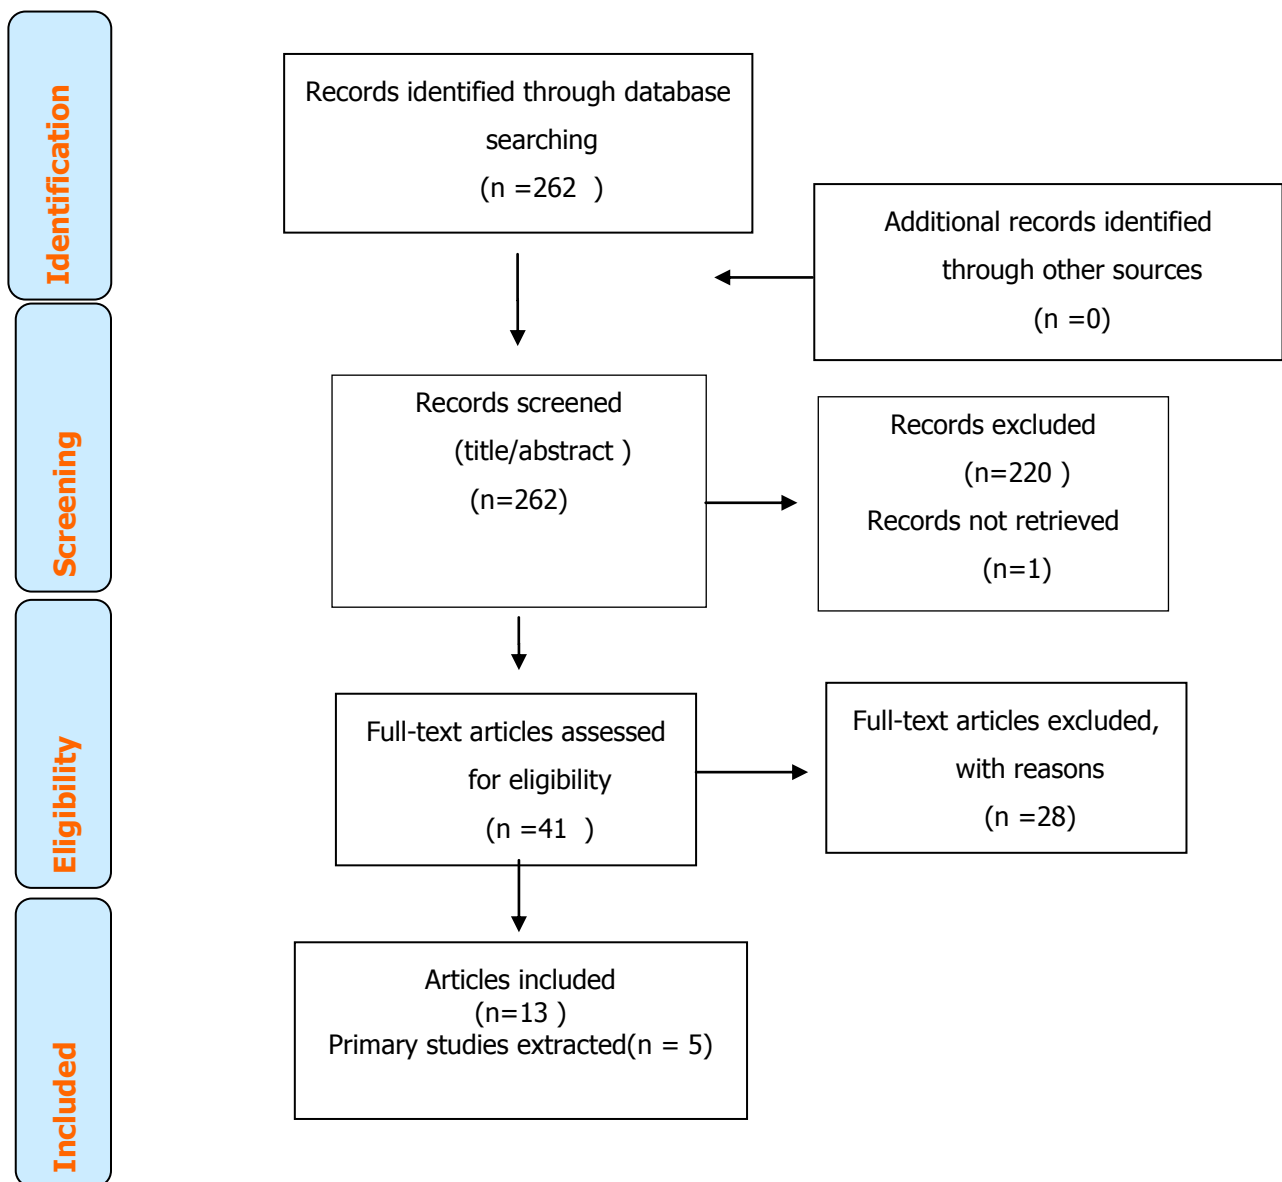 Identification
Records identified through database
searching
(n =262  )
Additional records identified
through other sources
(n =0)
Screening
Records screened
(title/abstract )
(n=262)
Records excluded
(n=220 )
Records not retrieved
(n=1)
Eligibility
Full-text articles assessed
for eligibility
(n =41  )
Full-text articles excluded,
with reasons
(n =28)
Included
Articles included
(n=13 )
Primary studies extracted(n = 5)